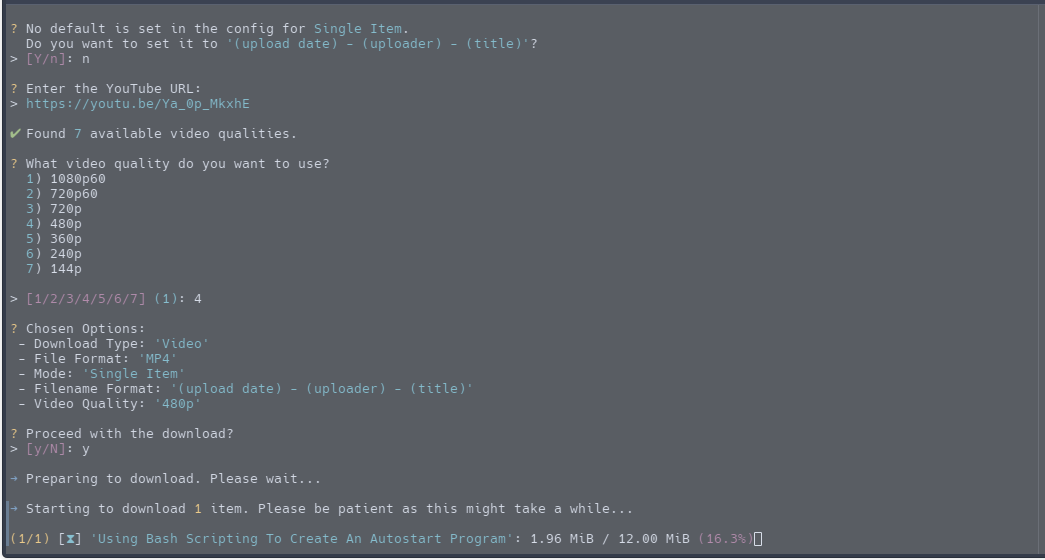 ? No default is set in the config for Single Item.
Do you want to set it to '(upload date) - (uploader) - (title)'?
> [Y/n]: n
? Enter the YouTube URL:
> https://youtu.be/Ya_0p_MkxhE
✔ Found 7 available video qualities.
? What video quality do you want to use?
1) 1080p60
2) 720p60
3) 720p
4) 480p
5) 360p
6) 240p
7) 144p
> [1/2/3/4/5/6/7] (1): 4
? Chosen Options:
- Download Type: 'Video'
- File Format: 'MP4'
- Mode: 'Single Item'
- Filename Format: '(upload date) - (uploader) - (title)'
- Video Quality: '480p'
? Proceed with the download?
> [y/N]: y
→ Preparing to download. Please wait...
→ Starting to download 1 item. Please be patient as this might take a while...
(1/1) [⧗] 'Using Bash Scripting To Create An Autostart Program': 1.96 MiB / 12.00 MiB (16.3%)